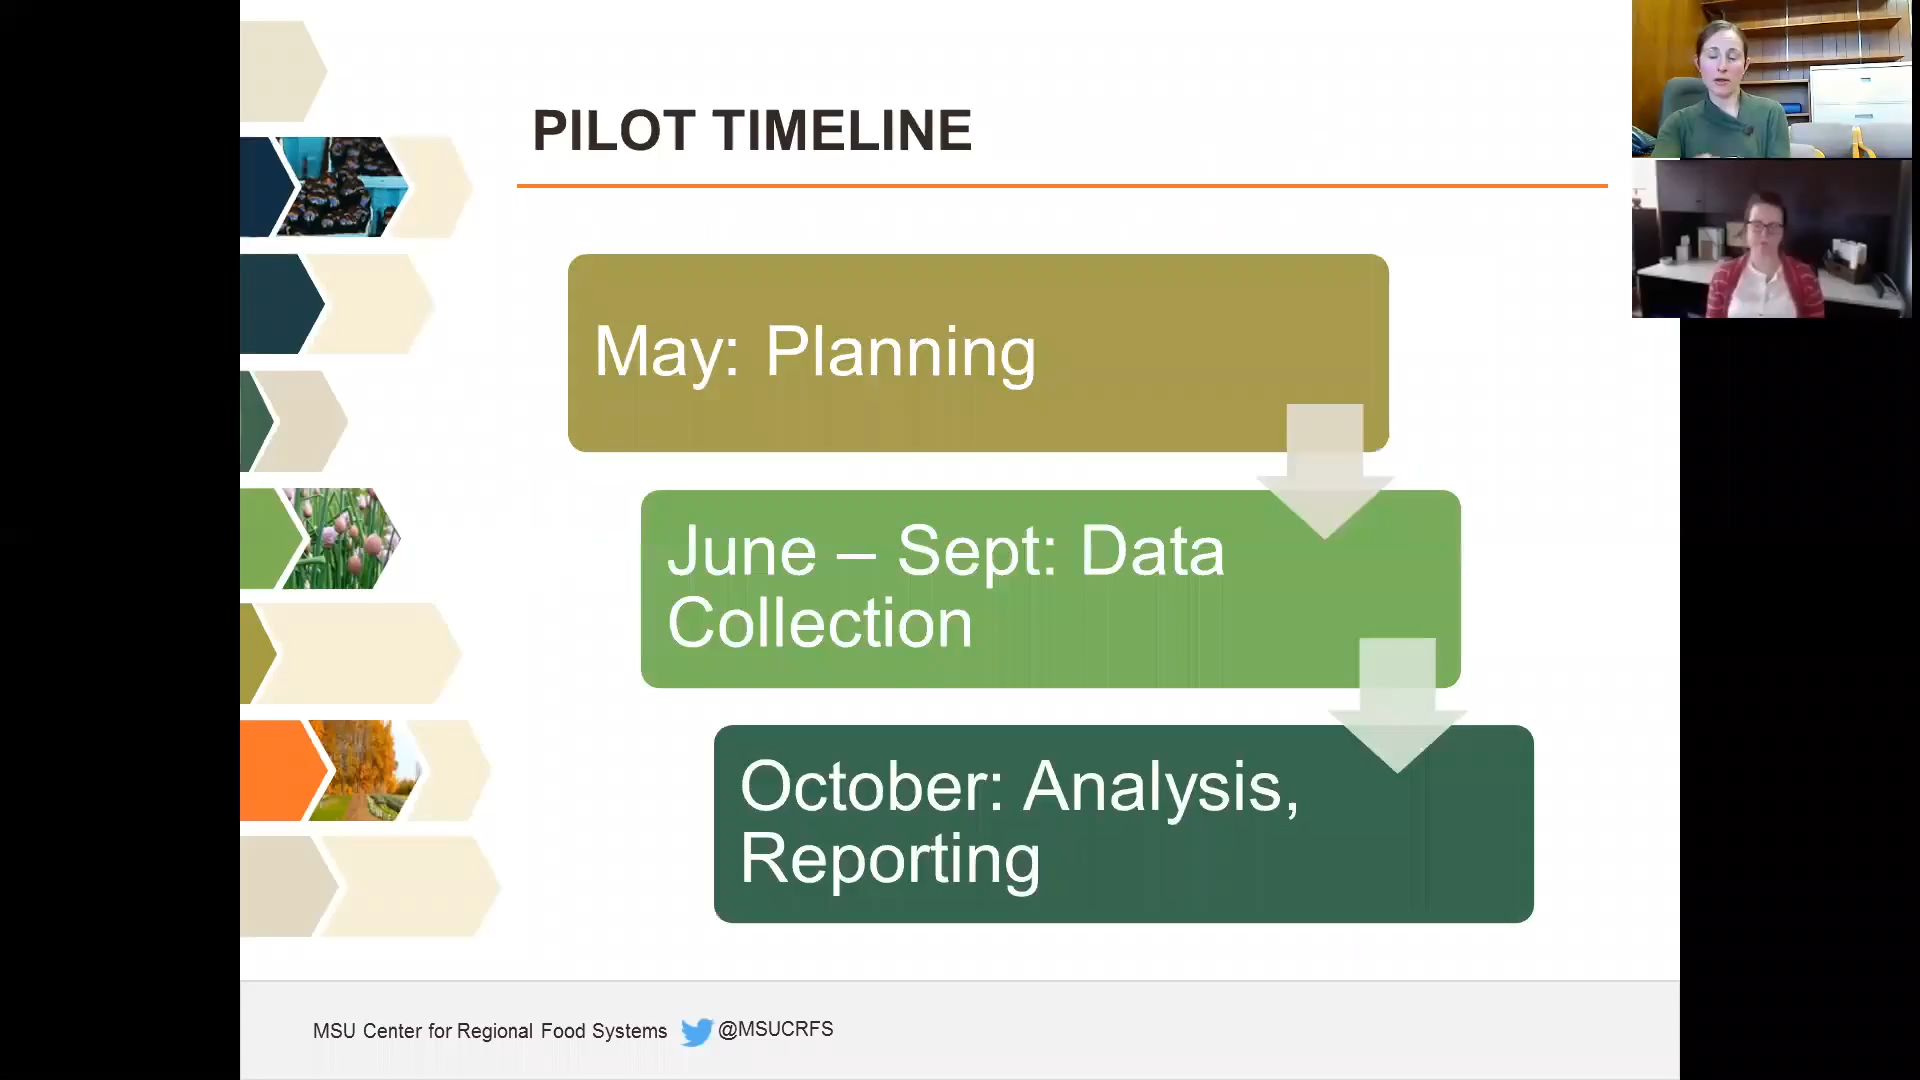 PILOT TIMELINE
May: Planning
June – Sept: Data
Collection
October: Analysis,
Reporting
MSU Center for Regional Food Systems @MSUCRFS